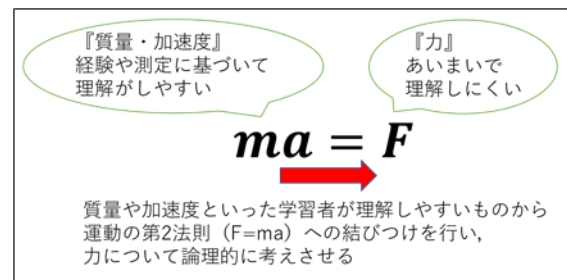 『質量・加速度』
経験や測定に基づいて
理解がしやすい
『力』
あいまいで
理解しにくい
ma = F
質量や加速度といった学習者が理解しやすいものから
運動の第2法則（F=ma）への結びつけを行い,
力について論理的に考えさせる